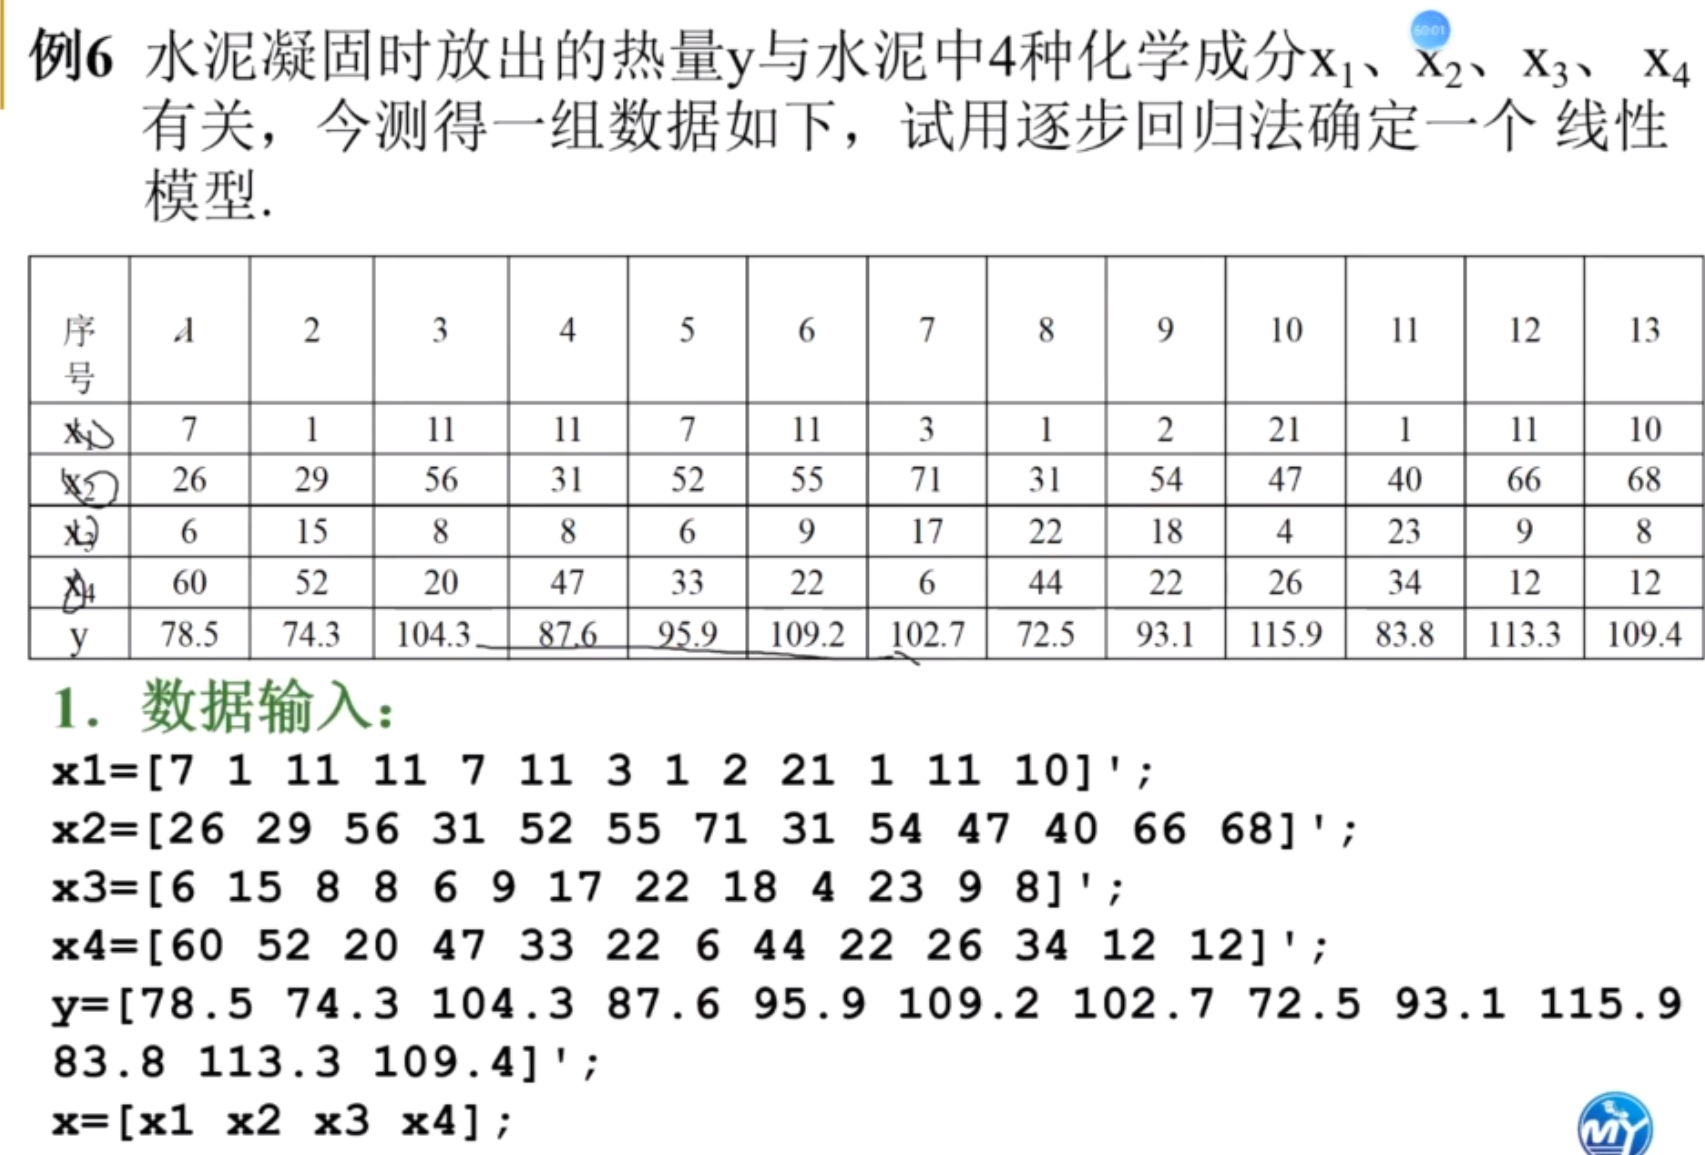 50:01
例6 水泥凝固时放出的热量y与水泥中4种化学成分x₁、x₂、x₃、 x₄
有关，今测得一组数据如下，试用逐步回归法确定一个 线性
模型.
序号 1 2 3 4 5 6 7 8 9 10 11 12 13
x₁ 7 1 11 11 7 11 3 1 2 21 1 11 10
x₂ 26 29 56 31 52 55 71 31 54 47 40 66 68
x₃ 6 15 8 8 6 9 17 22 18 4 23 9 8
x₄ 60 52 20 47 33 22 6 44 22 26 34 12 12
y 78.5 74.3 104.3 87.6 95.9 109.2 102.7 72.5 93.1 115.9 83.8 113.3 109.4
1. 数据输入：
x1=[7 1 11 11 7 11 3 1 2 21 1 11 10]';
x2=[26 29 56 31 52 55 71 31 54 47 40 66 68]';
x3=[6 15 8 8 6 9 17 22 18 4 23 9 8]';
x4=[60 52 20 47 33 22 6 44 22 26 34 12 12]';
y=[78.5 74.3 104.3 87.6 95.9 109.2 102.7 72.5 93.1 115.9
83.8 113.3 109.4]';
x=[x1 x2 x3 x4];
MY